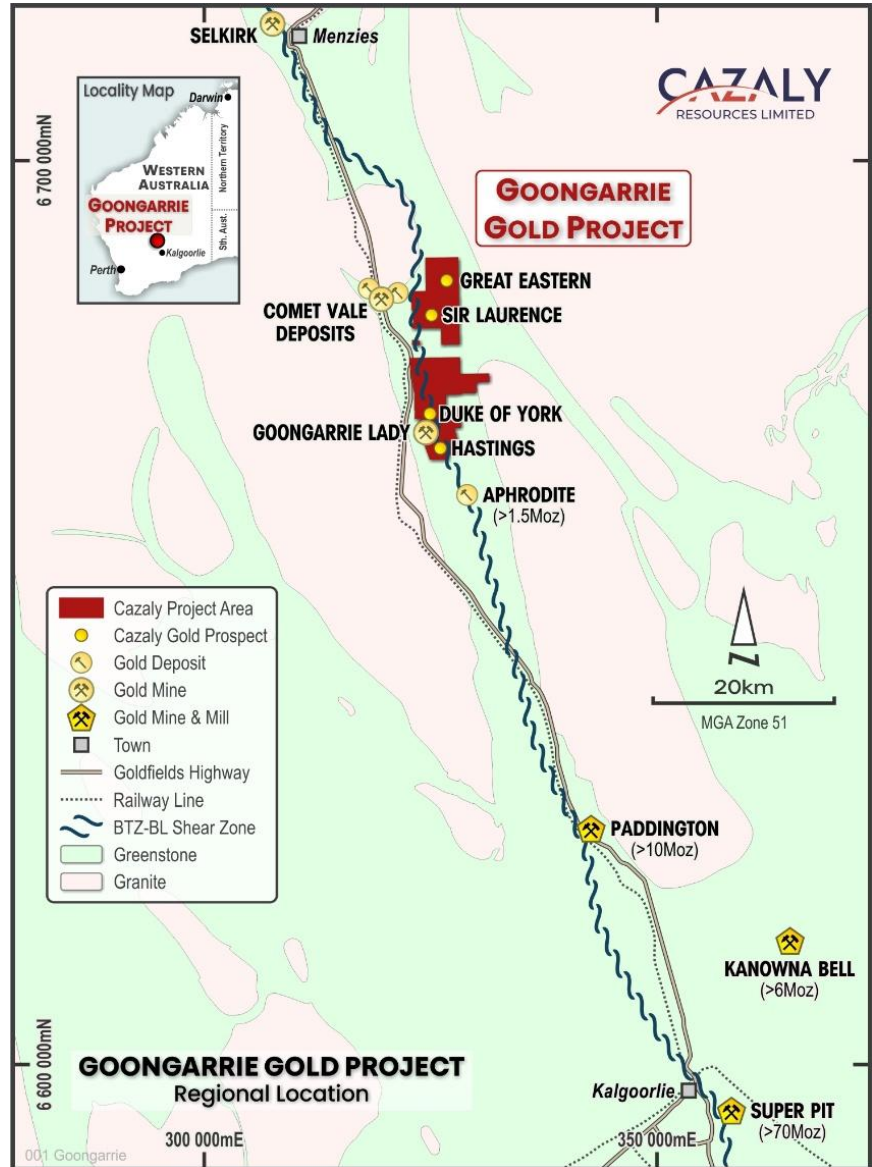 SELKIRK
Menzies
CAZALY
RESOURCES LIMITED
Locality Map
Darwin
WESTERN
AUSTRALIA
Northern Territory
Sth. Aust.
GOONGARRIE
PROJECT
Kalgoorlie
Perth
6 700 000mN
GOONGARRIE
GOLD PROJECT
GREAT EASTERN
COMET VALE
DEPOSITS
SIR LAURENCE
DUKE OF YORK
GOONGARRIE LADY
HASTINGS
APHRODITE
(>1.5Moz)
Cazaly Project Area
Cazaly Gold Prospect
Gold Deposit
Gold Mine
Gold Mine & Mill
Town
Goldfields Highway
Railway Line
BTZ-BL Shear Zone
Greenstone
Granite
N
20km
MGA Zone 51
PADDINGTON
(>10Moz)
KANOWNA BELL
(>6Moz)
6 600 000mN
GOONGARRIE GOLD PROJECT
Regional Location
Kalgoorlie
SUPER PIT
(>70Moz)
300 000mE
350 000mE
001 Goongarrie